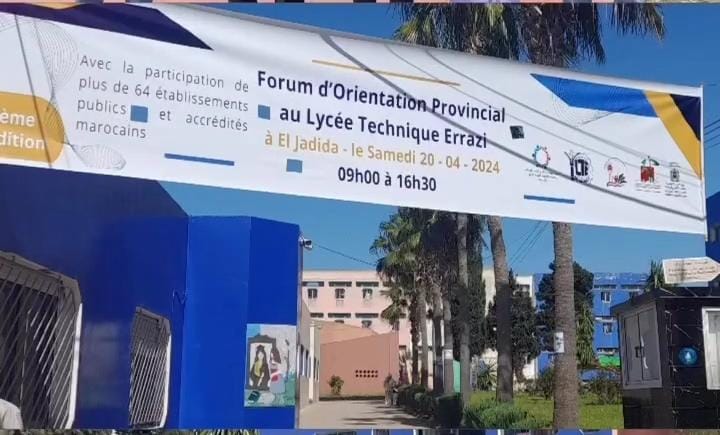 ème
dition
Avec la participation de
plus de 64 établissements
publics et accrédités
marocains
Forum d'Orientation Provincial
au Lycée Technique Errazi
à El Jadida - le Samedi 20 - 04 - 2024
09h00 à 16h30